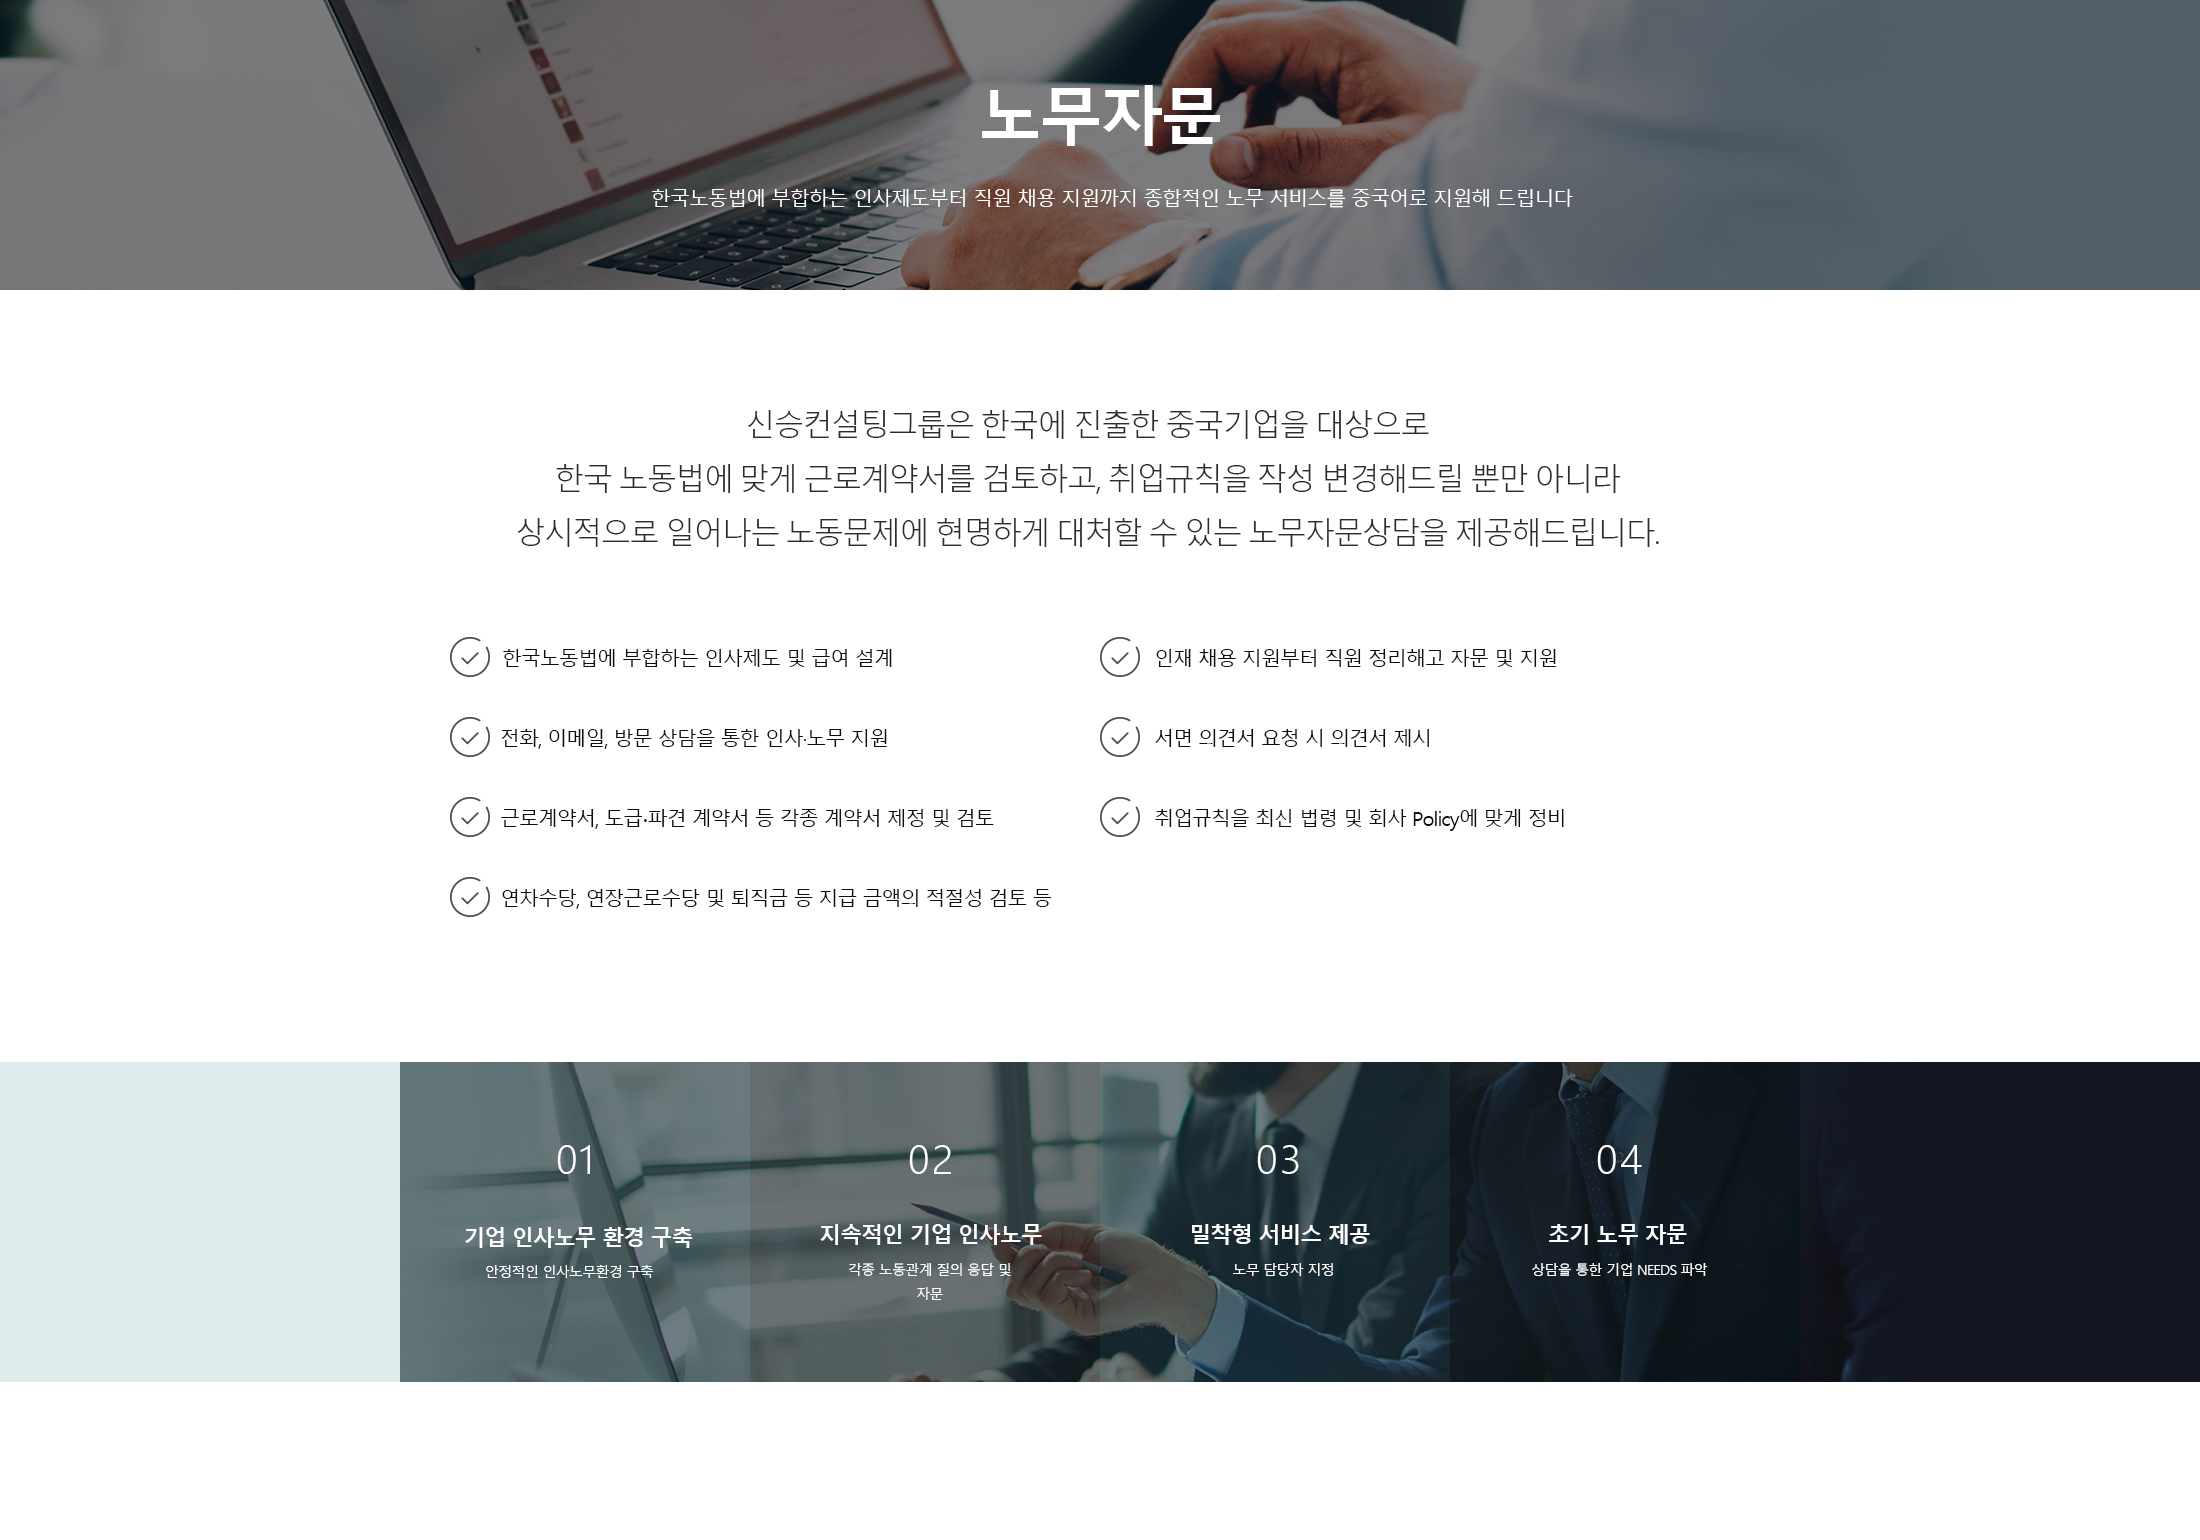 노무자문
한국노동법에 부합하는 인사제도부터 직원 채용 지원까지 종합적인 노무 서비스를 중국어로 지원해 드립니다
신승컨설팅그룹은 한국에 진출한 중국기업을 대상으로
한국 노동법에 맞게 근로계약서를 검토하고, 취업규칙을 작성 변경해드릴 뿐만 아니라
상시적으로 일어나는 노동문제에 현명하게 대처할 수 있는 노무자문상담을 제공해드립니다.
한국노동법에 부합하는 인사제도 및 급여 설계
인재 채용 지원부터 직원 정리해고 자문 및 지원
전화, 이메일, 방문 상담을 통한 인사·노무 지원
서면 의견서 요청 시 의견서 제시
근로계약서, 도급·파견 계약서 등 각종 계약서 제정 및 검토
취업규칙을 최신 법령 및 회사 Policy에 맞게 정비
연차수당, 연장근로수당 및 퇴직금 등 지급 금액의 적절성 검토 등
01
기업 인사노무 환경 구축
안정적인 인사노무환경 구축
02
지속적인 기업 인사노무
각종 노동관계 질의 응답 및
자문
03
밀착형 서비스 제공
노무 담당자 지정
04
초기 노무 자문
상담을 통한 기업 NEEDS 파악